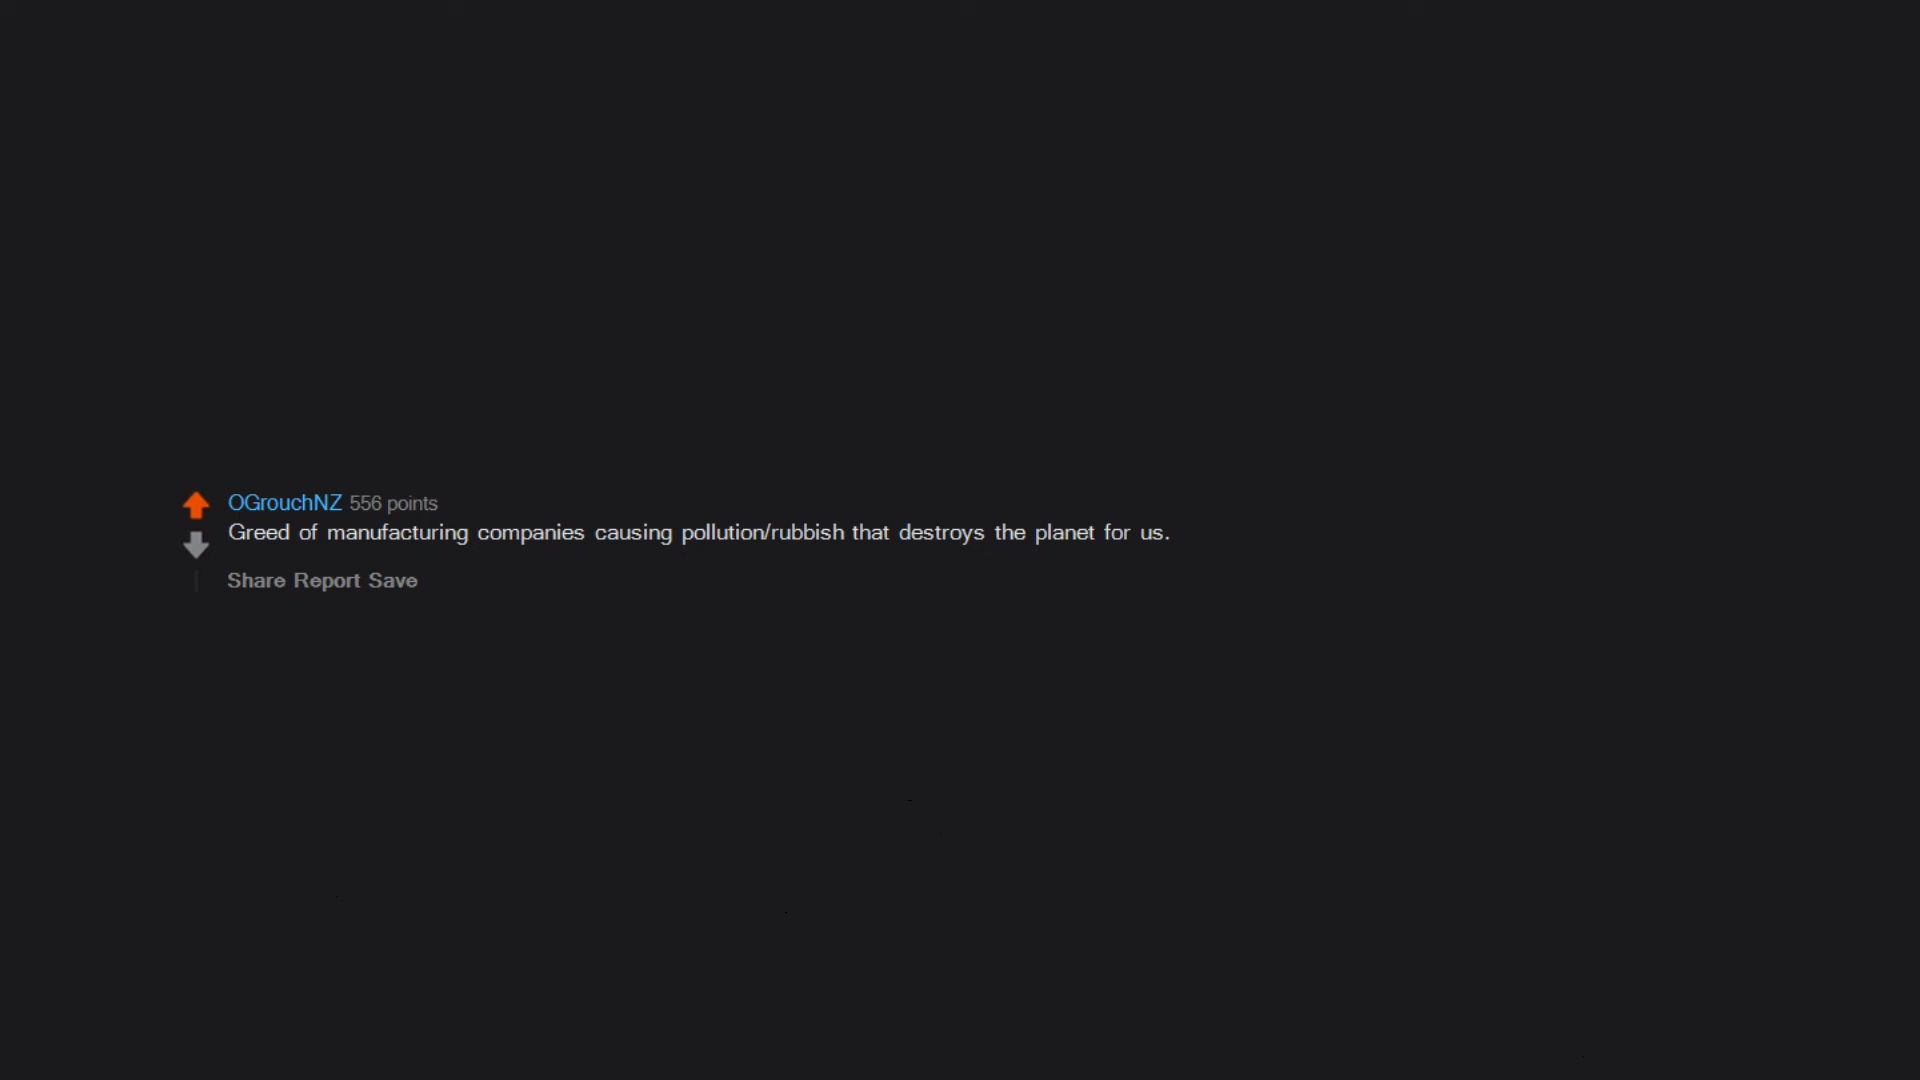 OGrouchNZ 556 points
Greed of manufacturing companies causing pollution/rubbish that destroys the planet for us.
Share Report Save